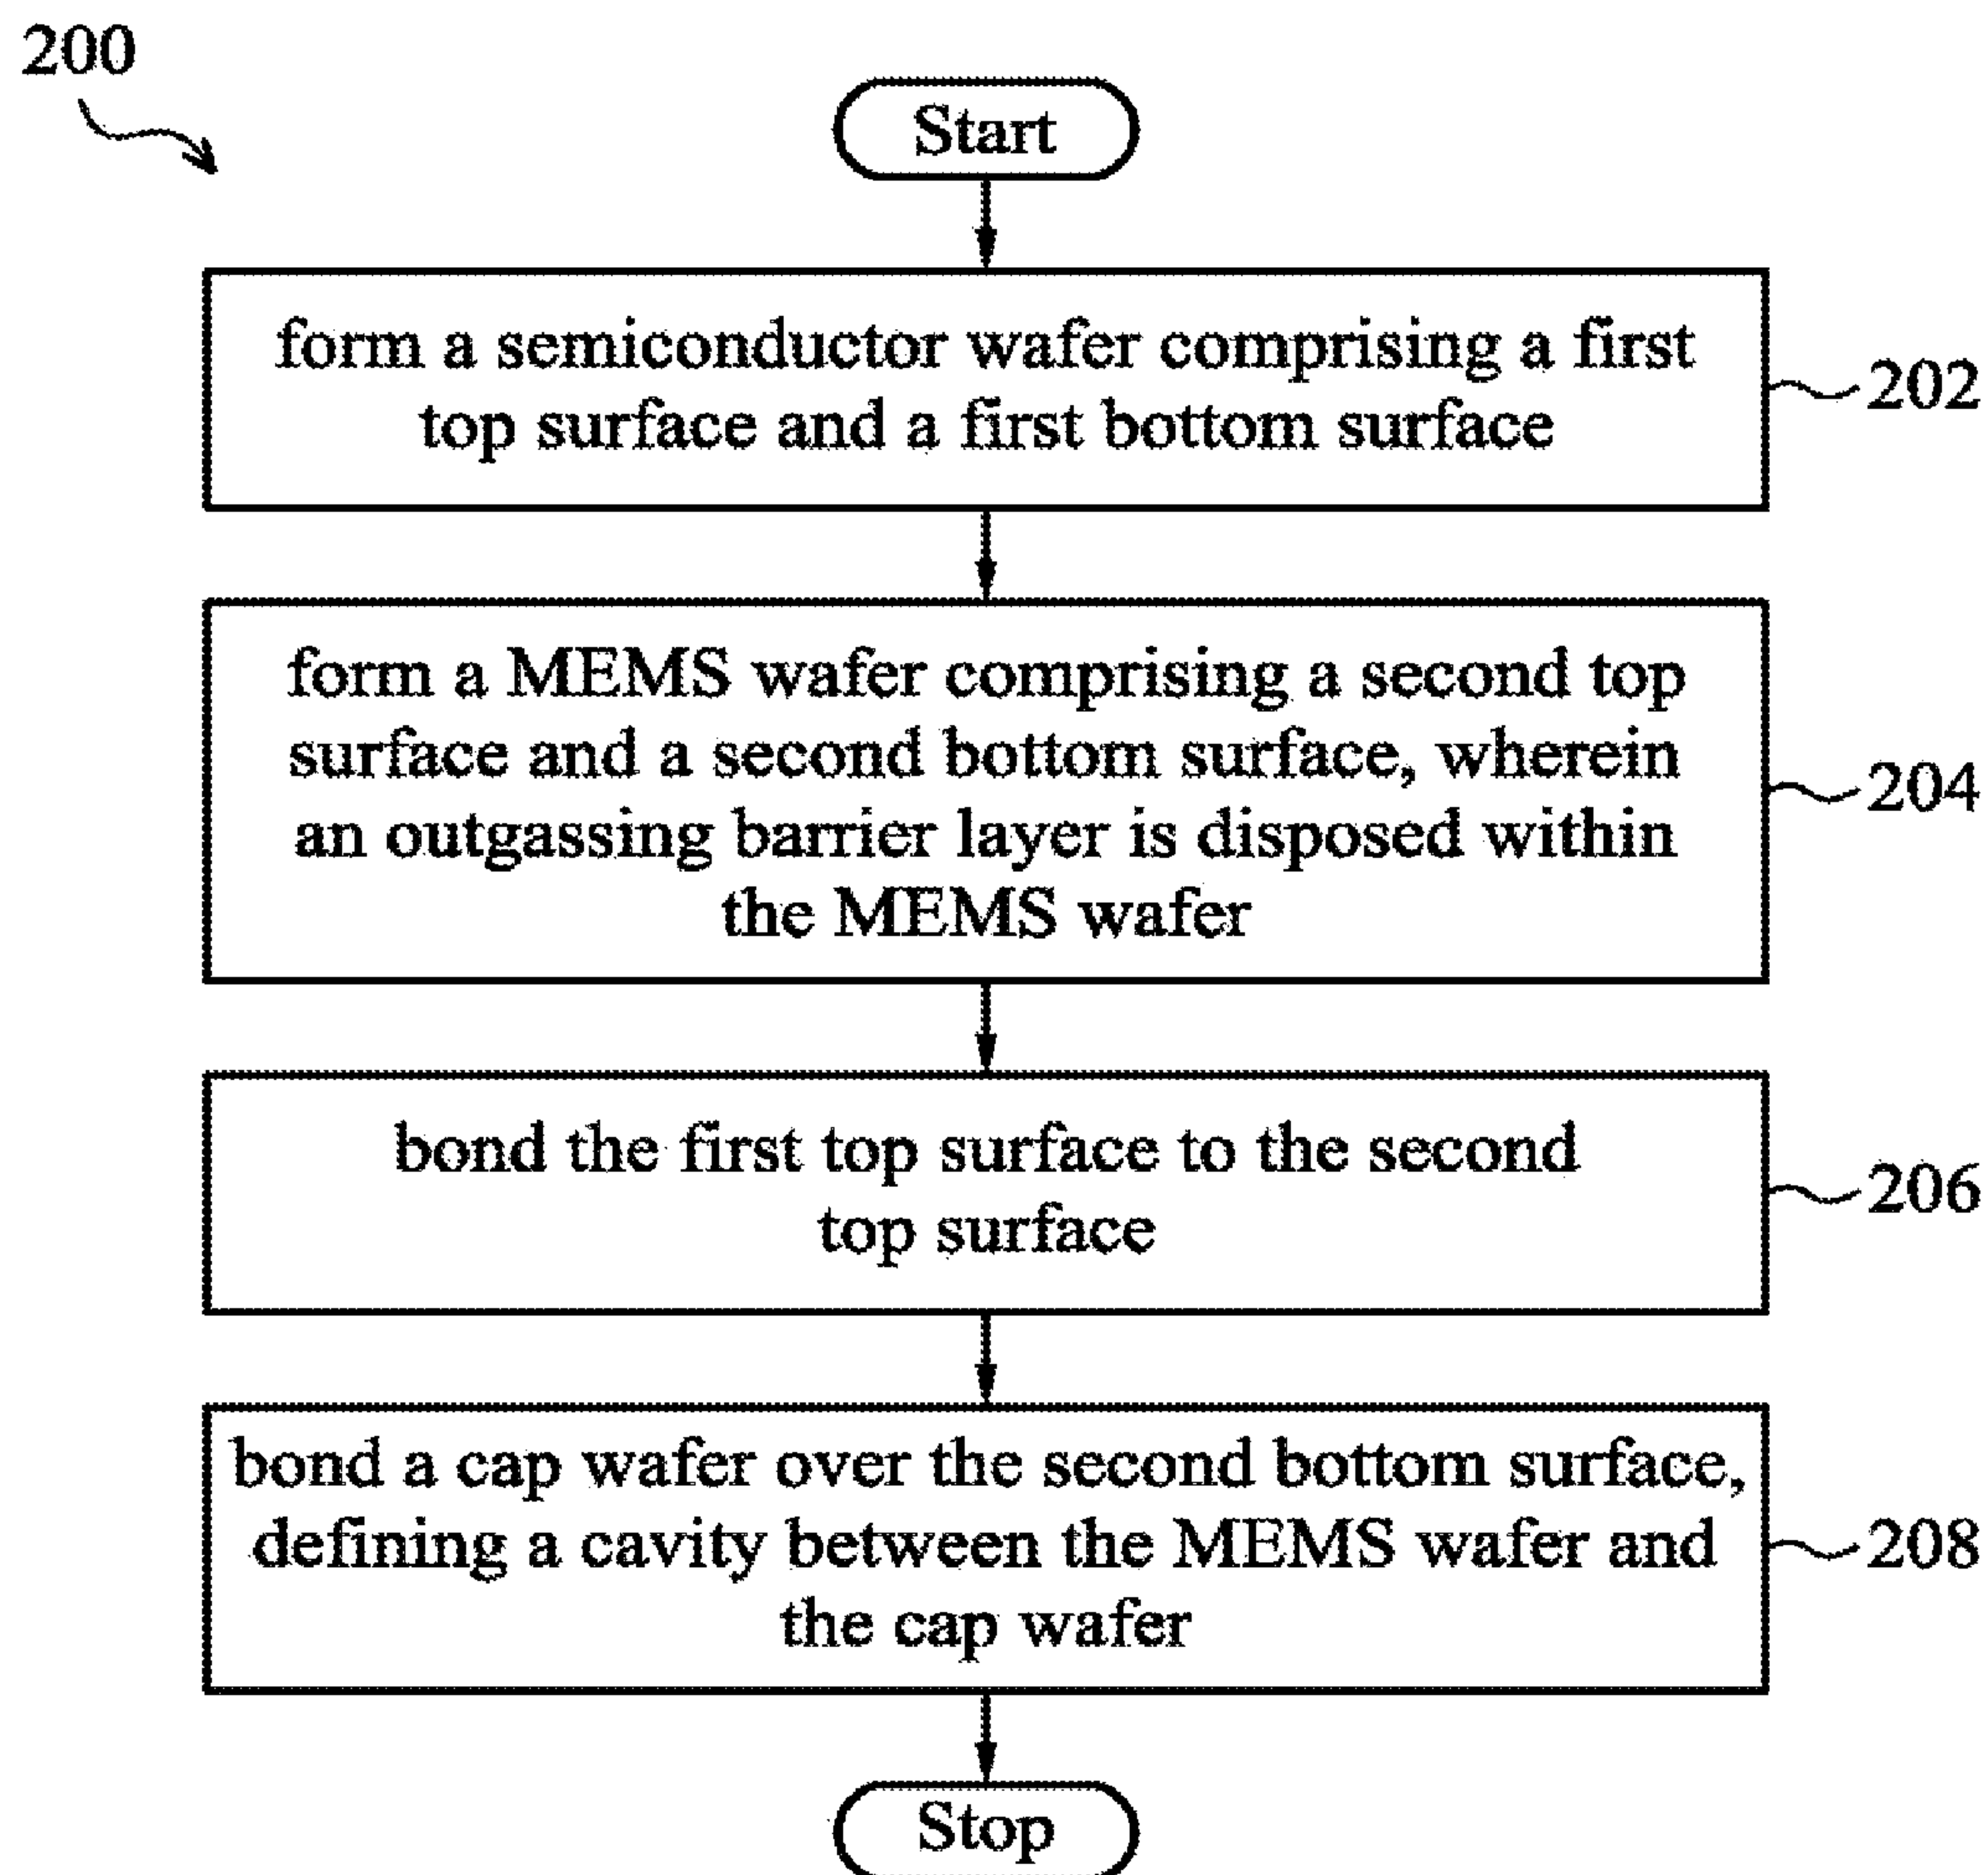 200
Start
form a semiconductor wafer comprising a first
top surface and a first bottom surface
202
form a MEMS wafer comprising a second top
surface and a second bottom surface, wherein
an outgassing barrier layer is disposed within
the MEMS wafer
204
bond the first top surface to the second
top surface
206
bond a cap wafer over the second bottom surface,
defining a cavity between the MEMS wafer and
the cap wafer
208
Stop